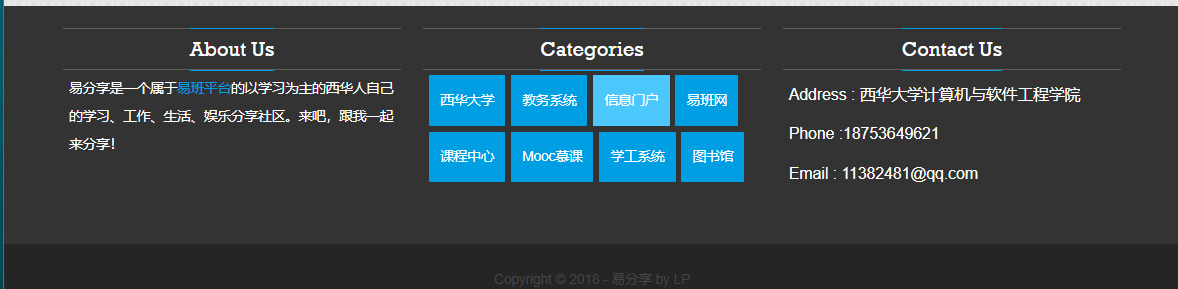 About Us
易分享是一个属于易班平台的以学习为主的西华人自己
的学习、工作、生活、娱乐分享社区。来吧，跟我一起
来分享！
Categories
西华大学 教务系统 信息门户 易班网
课程中心 Mooc慕课 学工系统 图书馆
Contact Us
Address : 西华大学计算机与软件工程学院
Phone :18753649621
Email : 11382481@qq.com
Copyright © 2018 - 易分享 by LP